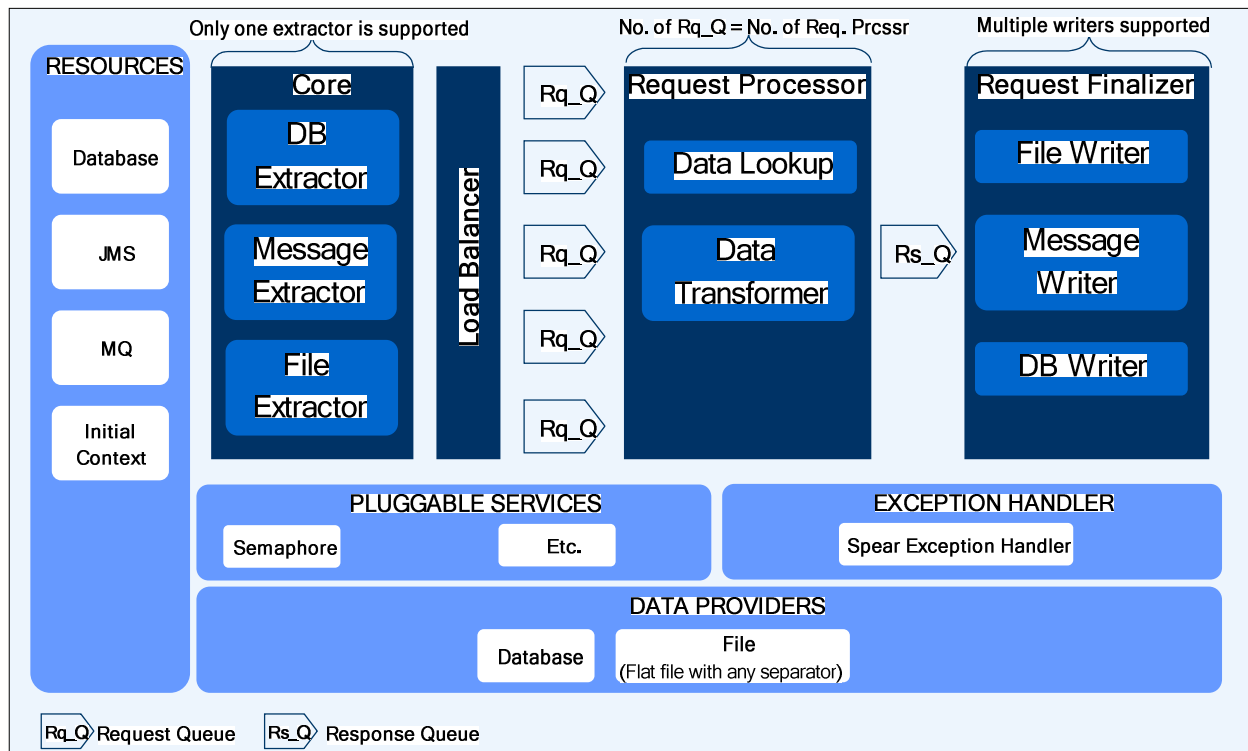 Only one extractor is supported
No. of Rq_Q = No. of Req. Prcssr
Multiple writers supported
RESOURCES
Database
JMS
MQ
Initial
Context
Core
DB
Extractor
Message
Extractor
File
Extractor
Load Balancer
Rq_Q
Rq_Q
Rq_Q
Rq_Q
Rq_Q
Request Processor
Data Lookup
Data
Transformer
Rs_Q
Request Finalizer
File Writer
Message
Writer
DB Writer
PLUGGABLE SERVICES
Semaphore
Etc.
EXCEPTION HANDLER
Spear Exception Handler
DATA PROVIDERS
Database
File
(Flat file with any separator)
Rq_Q Request Queue
Rs_Q Response Queue